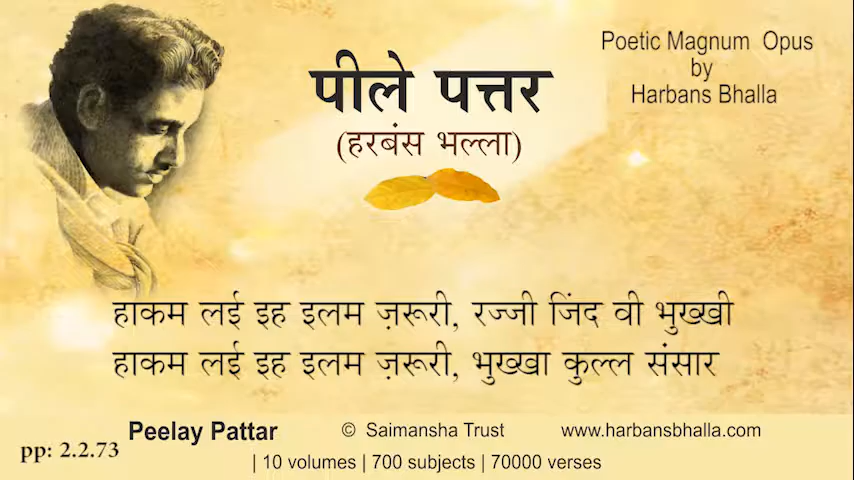 पीले पत्तर
(हरबंस भल्ला)
Poetic Magnum Opus
by
Harbans Bhalla
हाकम लई इह इलम ज़रूरी, रज्जी जिंद वी भुख्खी
हाकम लई इह इलम ज़रूरी, भुख्खा कुल्ल संसार
pp: 2.2.73
Peelay Pattar © Saimansha Trust www.harbansbhalla.com
| 10 volumes | 700 subjects | 70000 verses